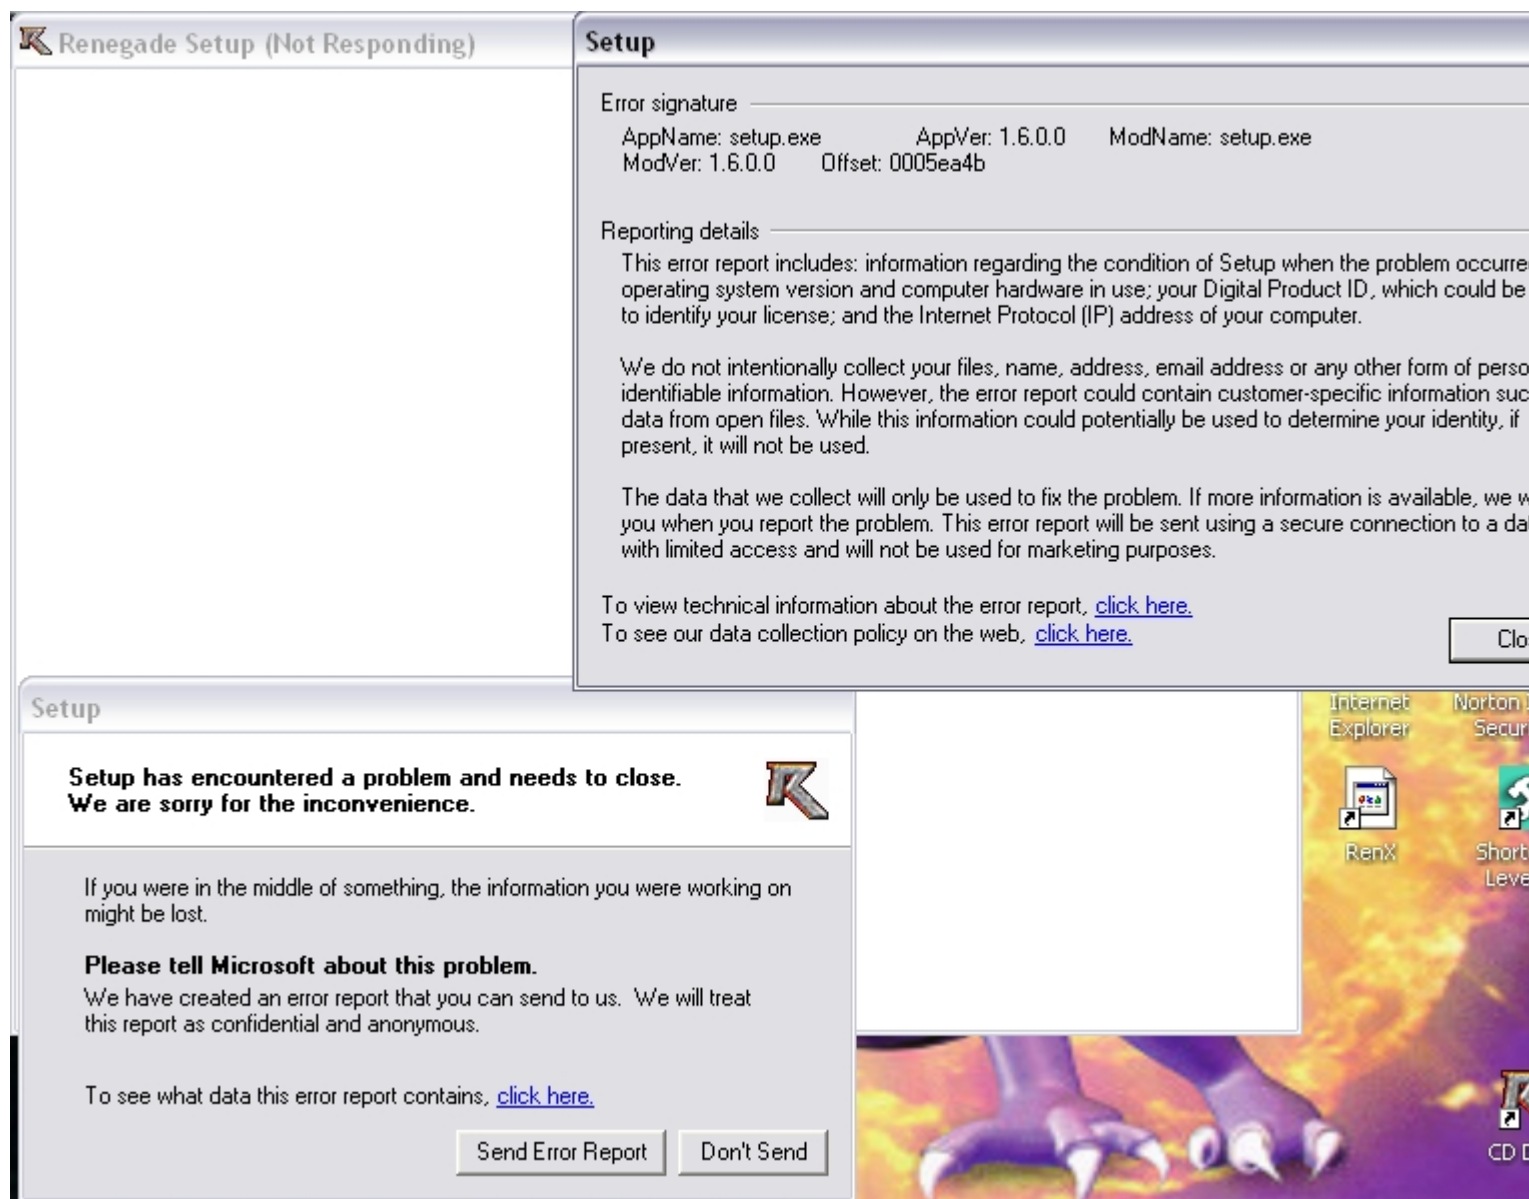 Renegade Setup (Not Responding)
Setup
Error signature
AppName: setup.exe AppVer: 1.6.0.0 ModName: setup.exe
ModVer: 1.6.0.0 Offset: 0005ea4b
Reporting details
This error report includes: information regarding the condition of Setup when the problem occurre
operating system version and computer hardware in use; your Digital Product ID, which could be
to identify your license; and the Internet Protocol (IP) address of your computer.
We do not intentionally collect your files, name, address, email address or any other form of perso
identifiable information. However, the error report could contain customer-specific information suc
data from open files. While this information could potentially be used to determine your identity, if
present, it will not be used.
The data that we collect will only be used to fix the problem. If more information is available, we w
you when you report the problem. This error report will be sent using a secure connection to a da
with limited access and will not be used for marketing purposes.
To view technical information about the error report, click here.
To see our data collection policy on the web, click here.
Clo
Setup
Setup has encountered a problem and needs to close.
We are sorry for the inconvenience.
If you were in the middle of something, the information you were working on
might be lost.
Please tell Microsoft about this problem.
We have created an error report that you can send to us. We will treat
this report as confidential and anonymous.
To see what data this error report contains, click here.
Send Error Report Don't Send
Internet
Explorer
Norton
Secur
RenX
Short
Leve
CD